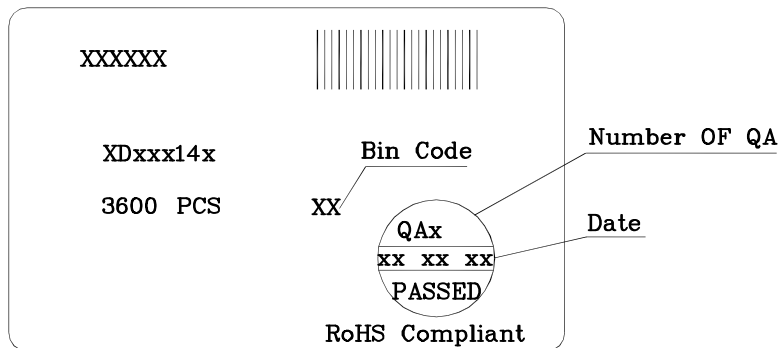 XXXXXX
XDxxx14x
Bin Code
Number OF QA
3600 PCS
XX
QAx
Date
xx xx xx
PASSED
RoHS Compliant